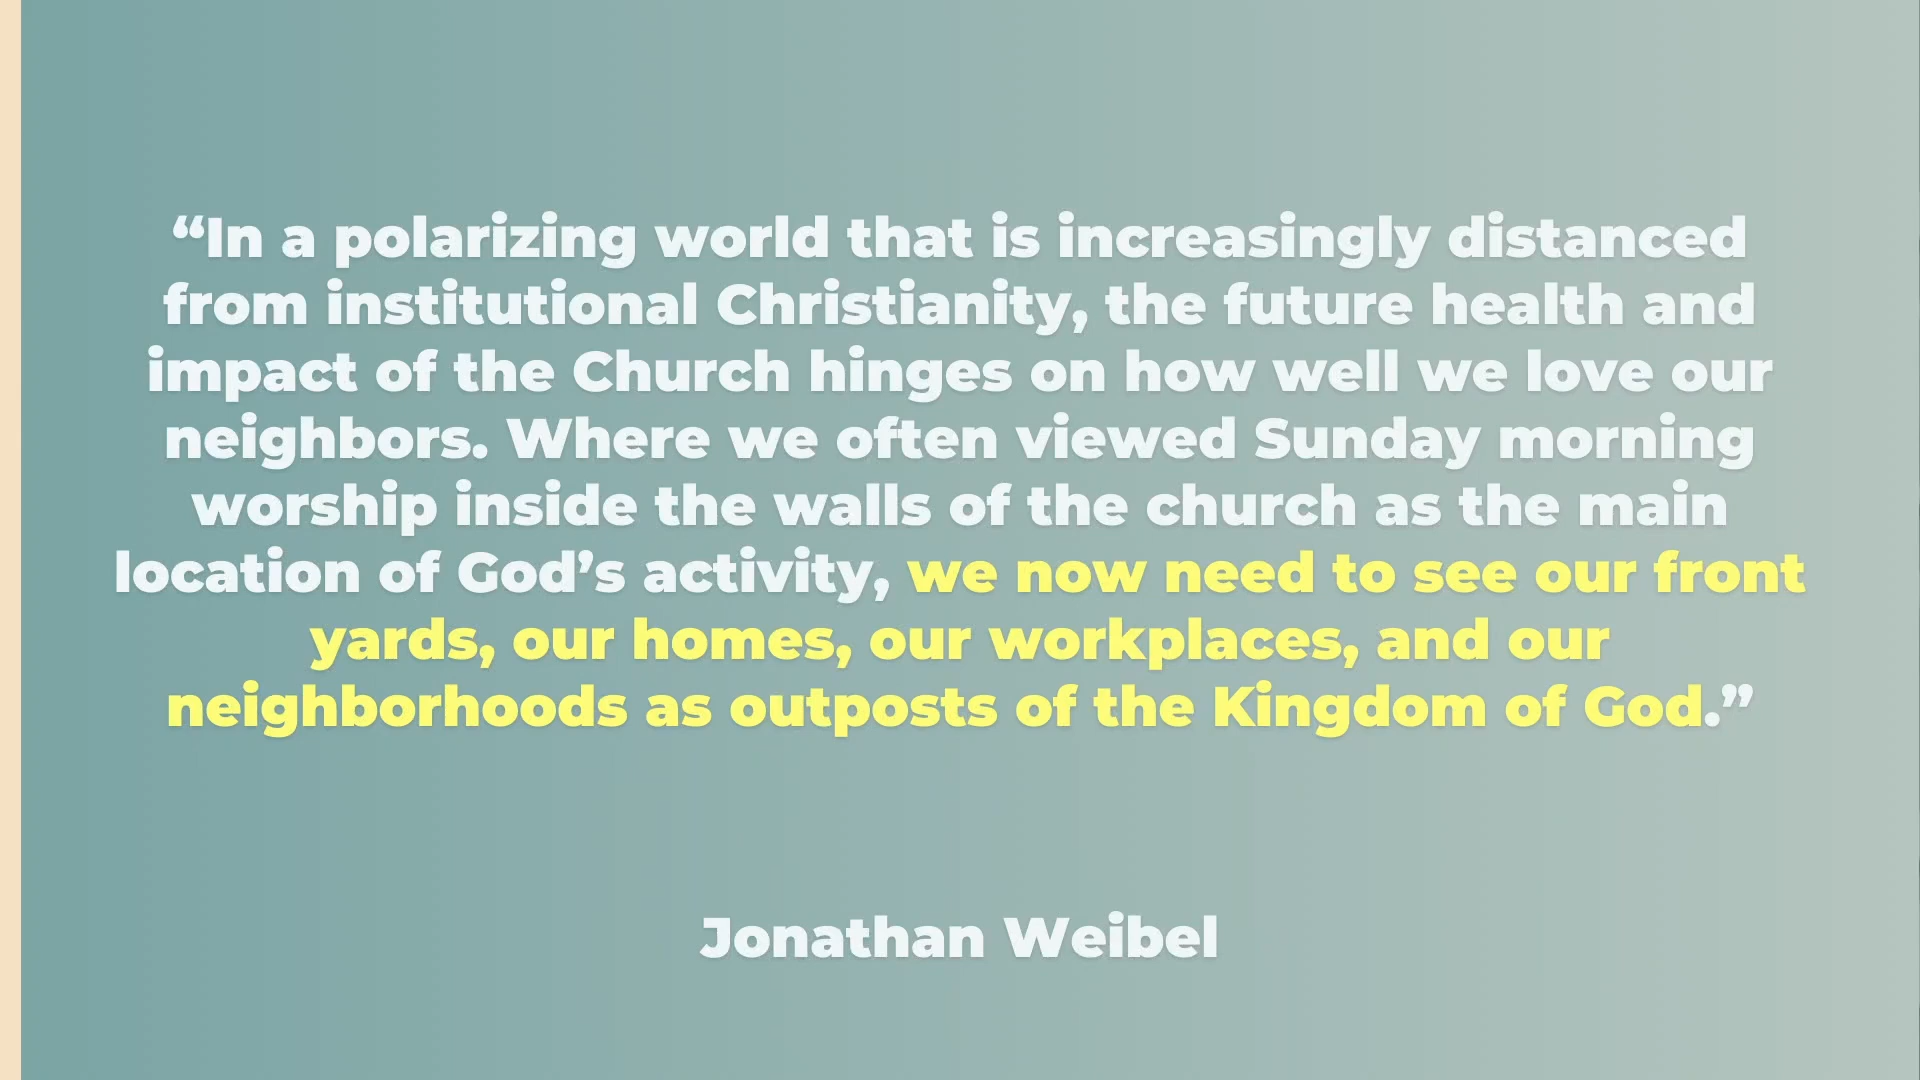 “In a polarizing world that is increasingly distanced
from institutional Christianity, the future health and
impact of the Church hinges on how well we love our
neighbors. Where we often viewed Sunday morning
worship inside the walls of the church as the main
location of God’s activity, we now need to see our front
yards, our homes, our workplaces, and our
neighborhoods as outposts of the Kingdom of God.”
Jonathan Weibel